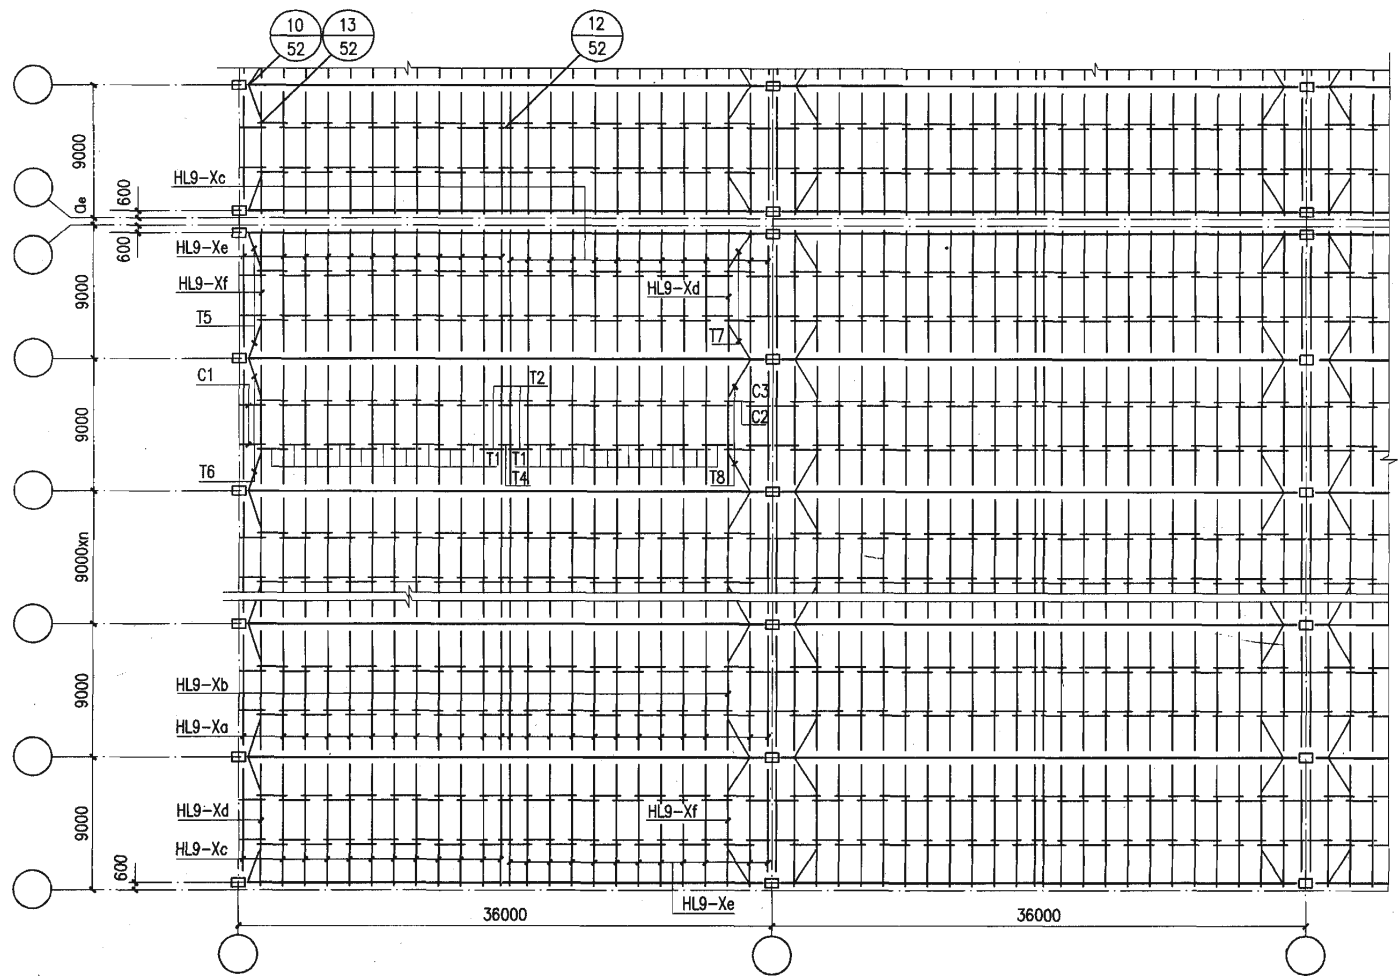 10 13 12
52 52 52
9000
HL9-Xc
600
ae
600
HL9-Xe
9000
HL9-Xf
HL9-Xd
T5
T7
C1
T2
C3
9000
C2
T1 T1
T6
T4
T8
9000xn
HL9-Xb
9000
HL9-Xa
HL9-Xd
HL9-Xf
9000
HL9-Xc
600
HL9-Xe
36000 36000